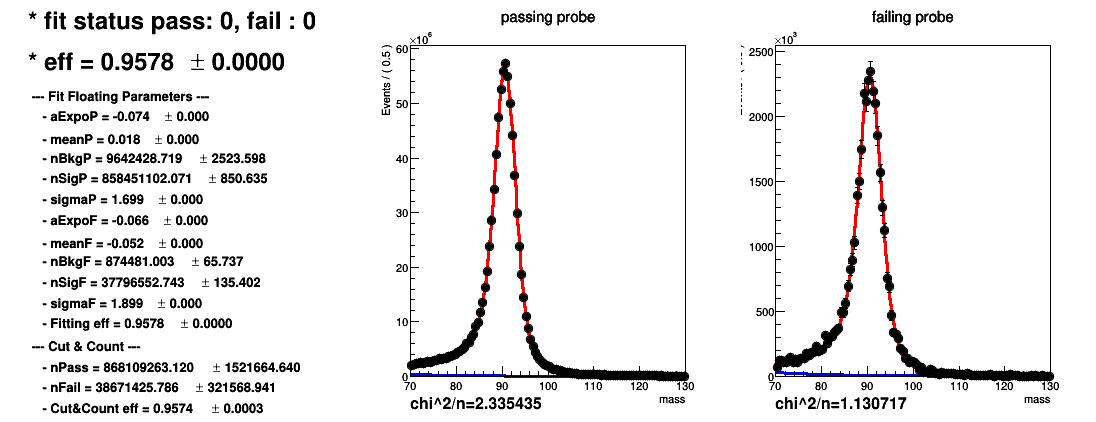 * fit status pass: 0, fail : 0
* eff = 0.9578 ± 0.0000
--- Fit Floating Parameters ---
- aExpoP = -0.074 ± 0.000
- meanP = 0.018 ± 0.000
- nBkgP = 9642428.719 ± 2523.598
- nSigP = 858451102.071 ± 850.635
- sigmaP = 1.699 ± 0.000
- aExpoF = -0.066 ± 0.000
- meanF = -0.052 ± 0.000
- nBkgF = 874481.003 ± 65.737
- nSigF = 37796552.743 ± 135.402
- sigmaF = 1.899 ± 0.000
- Fitting eff = 0.9578 ± 0.0000
--- Cut & Count ---
- nPass = 868109263.120 ± 1521664.640
- nFail = 38671425.786 ± 321568.941
- Cut&Count eff = 0.9574 ± 0.0003
passing probe
×10⁶
Events / ( 0.5 )
60
50
40
30
20
10
0
70 80 90 100 110 120 130
mass
chi^2/n=2.335435
failing probe
×10³
2500
2000
1500
1000
500
0
70 80 90 100 110 120 130
mass
chi^2/n=1.130717